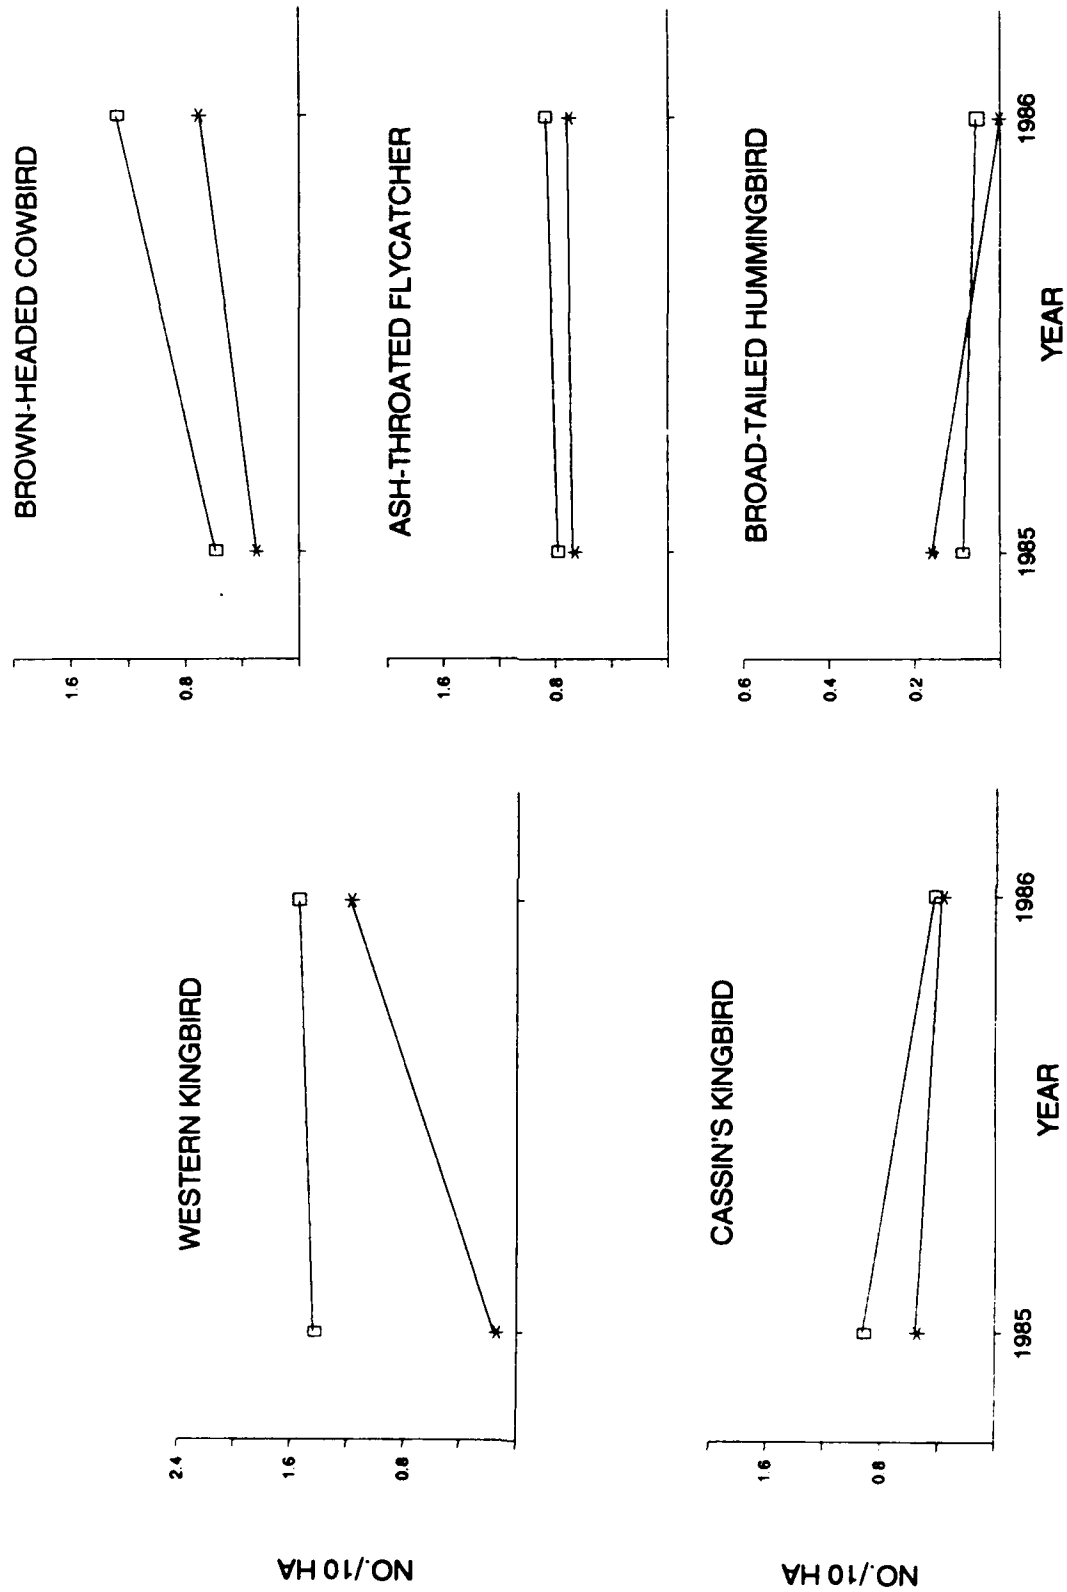 WESTERN KINGBIRD
2.4
1.6
0.8
NO./10 HA
BROWN-HEADED COWBIRD
1.6
0.8
ASH-THROATED FLYCATCHER
1.6
0.8
CASSIN'S KINGBIRD
1.6
0.8
NO./10 HA
1985
1986
YEAR
BROAD-TAILED HUMMINGBIRD
0.6
0.4
0.2
1985
1986
YEAR